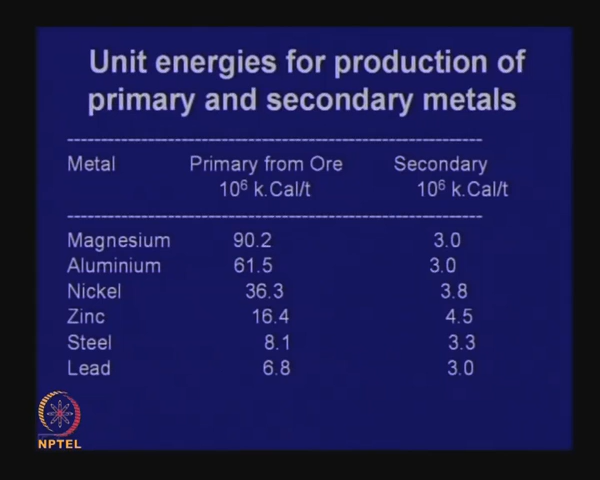 Unit energies for production of
primary and secondary metals
Metal Primary from Ore Secondary
10⁶ k.Cal/t 10⁶ k.Cal/t
Magnesium 90.2 3.0
Aluminium 61.5 3.0
Nickel 36.3 3.8
Zinc 16.4 4.5
Steel 8.1 3.3
Lead 6.8 3.0
NPTEL